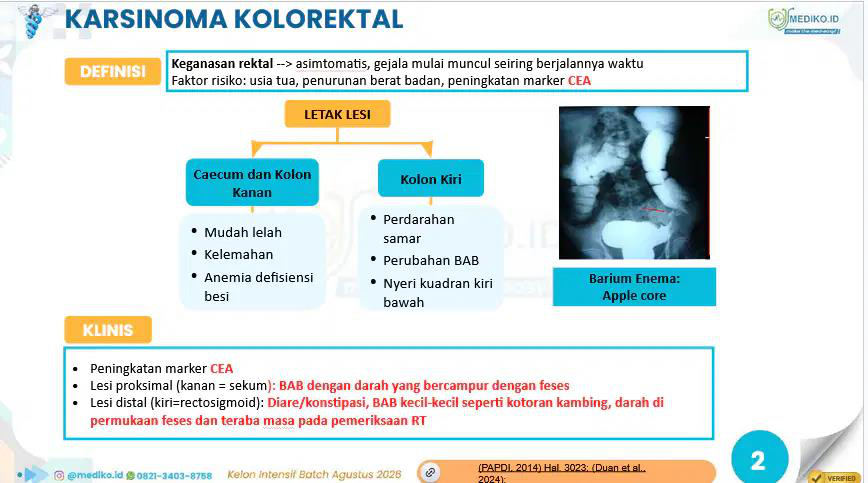 KARSINOMA KOLOREKTAL
MEDIKO.ID
DEFINISI
Keganasan rektal --> asimtomatis, gejala mulai muncul seiring berjalannya waktu
Faktor risiko: usia tua, penurunan berat badan, peningkatan marker CEA
LETAK LESI
Caecum dan Kolon
Kanan
• Mudah lelah
• Kelemahan
• Anemia defisiensi
besi
Kolon Kiri
• Perdarahan
samar
• Perubahan BAB
• Nyeri kuadran kiri
bawah
Barium Enema:
Apple core
KLINIS
• Peningkatan marker CEA
• Lesi proksimal (kanan = sekum): BAB dengan darah yang bercampur dengan feses
• Lesi distal (kiri=rectosigmoid): Diare/konstipasi, BAB kecil-kecil seperti kotoran kambing, darah di
permukaan feses dan teraba masa pada pemeriksaan RT
@mediko.id 0821-3403-8758 Kelon Intensif Batch Agustus 2026
(PAPDI, 2014) Hal. 3023; (Duan et al.,
2024);
2
VERIFIED